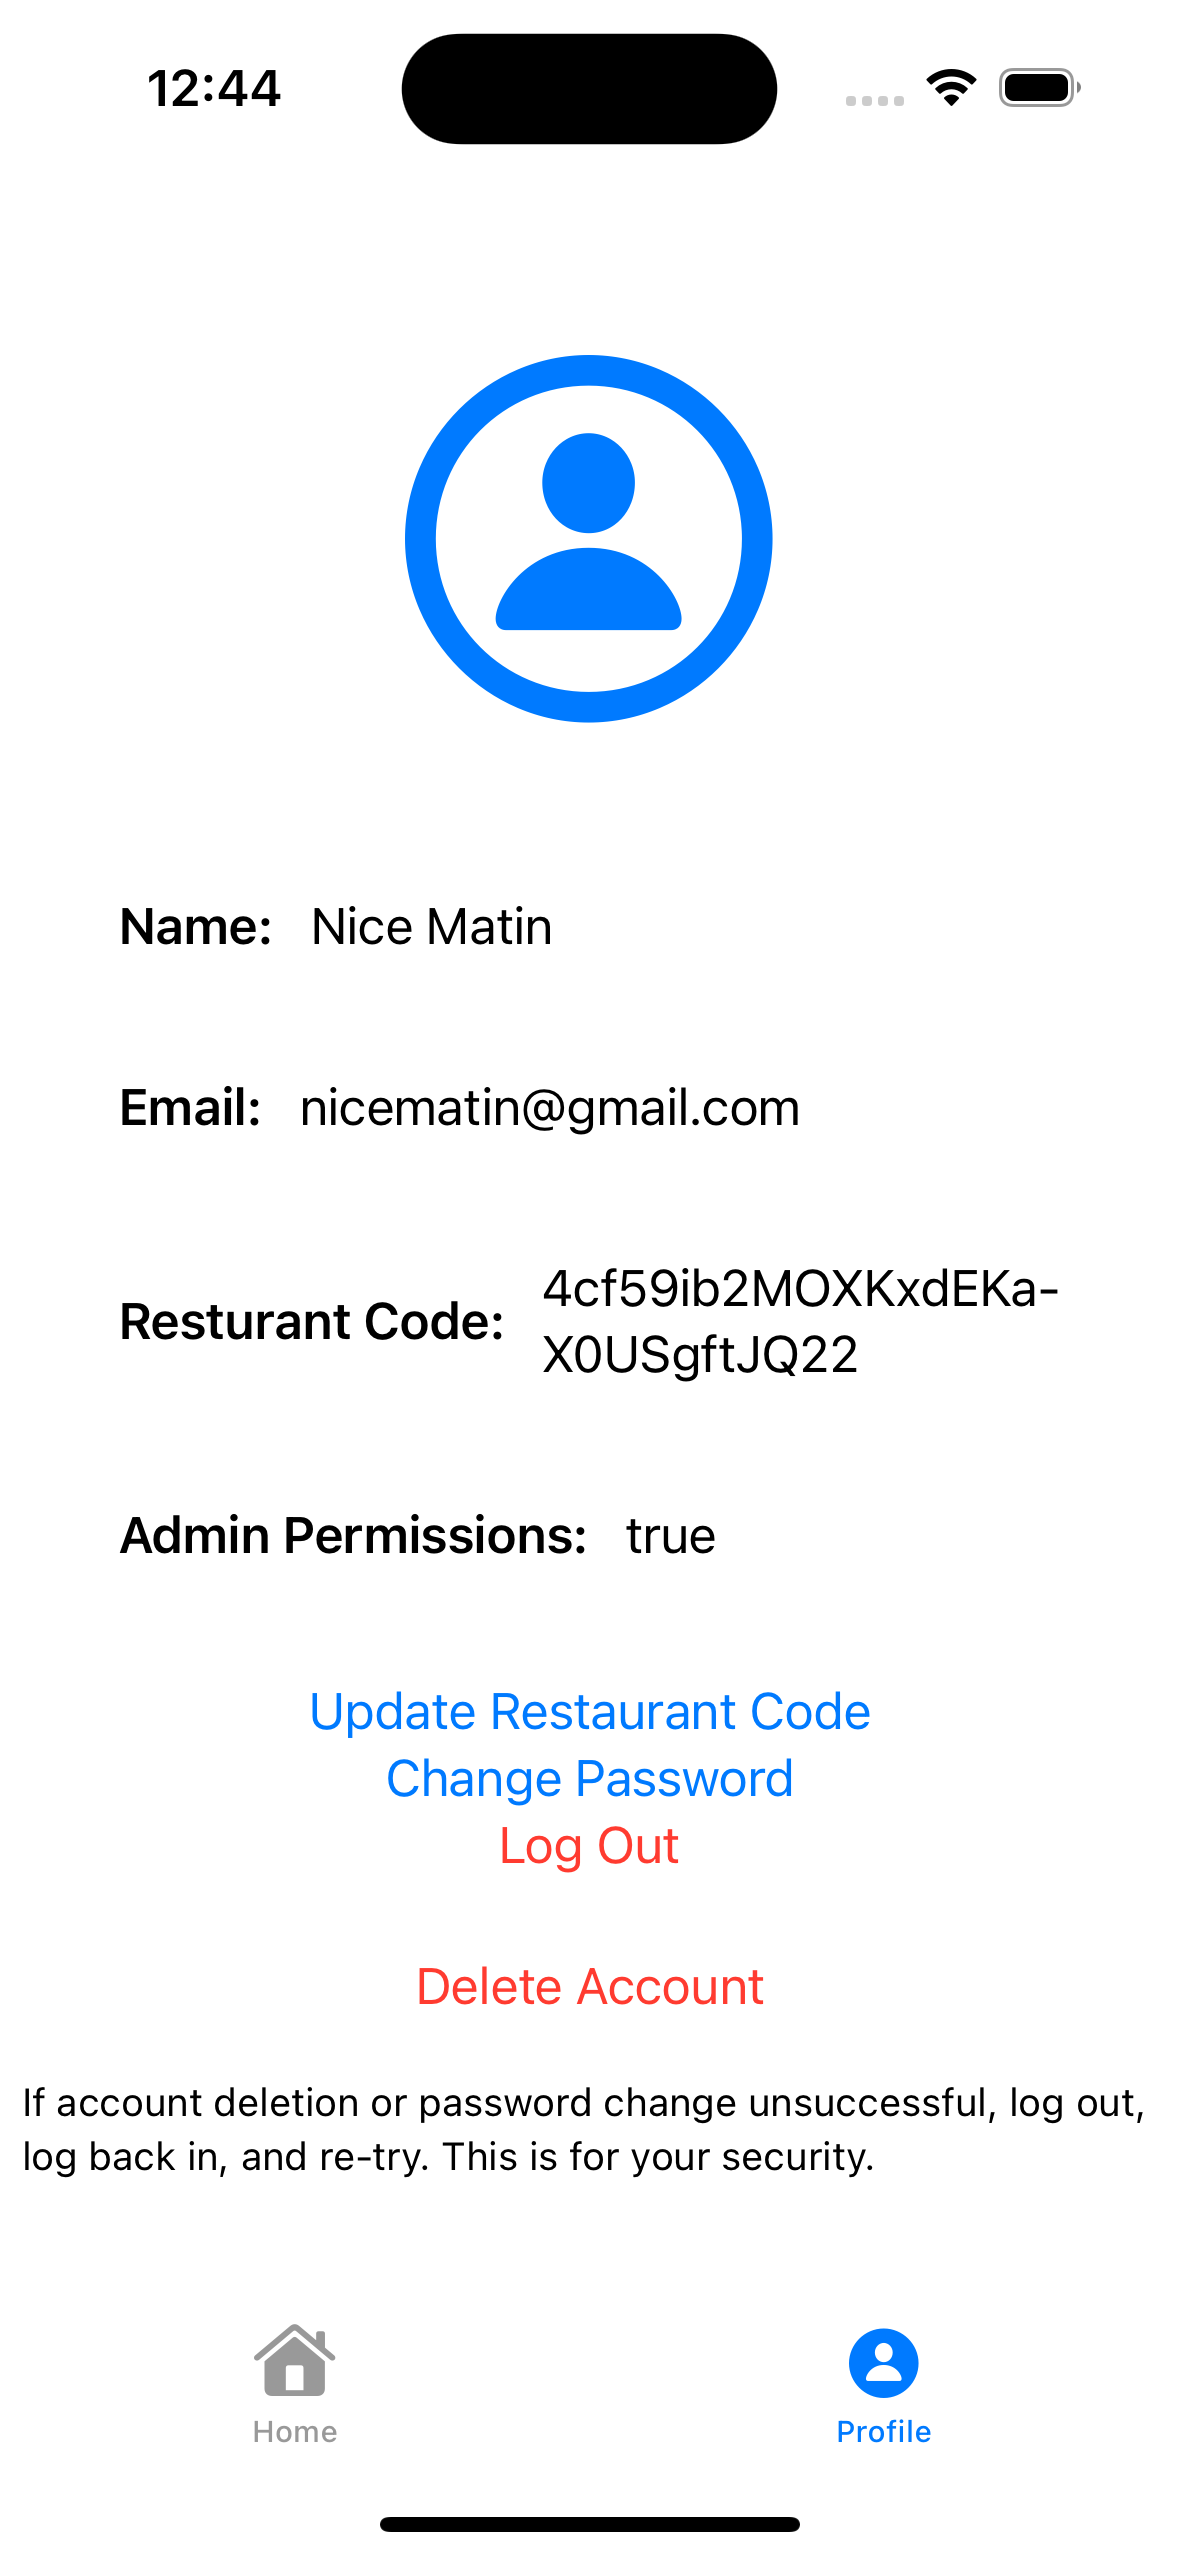 12:44
Name: Nice Matin
Email: nicematin@gmail.com
Resturant Code: 4cf59ib2MOXKxdEKa-
X0USgftJQ22
Admin Permissions: true
Update Restaurant Code
Change Password
Log Out
Delete Account
If account deletion or password change unsuccessful, log out,
log back in, and re-try. This is for your security.
Home Profile